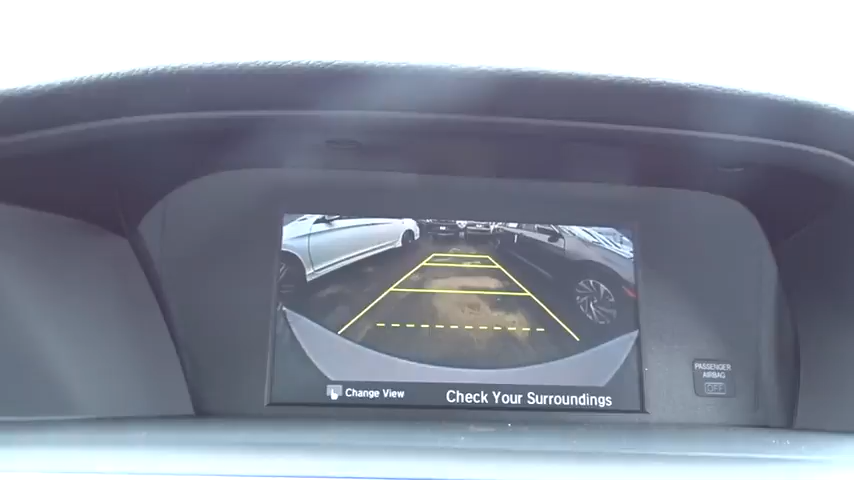 Change View
Check Your Surroundings
PASSENGER
AIRBAG
OFF